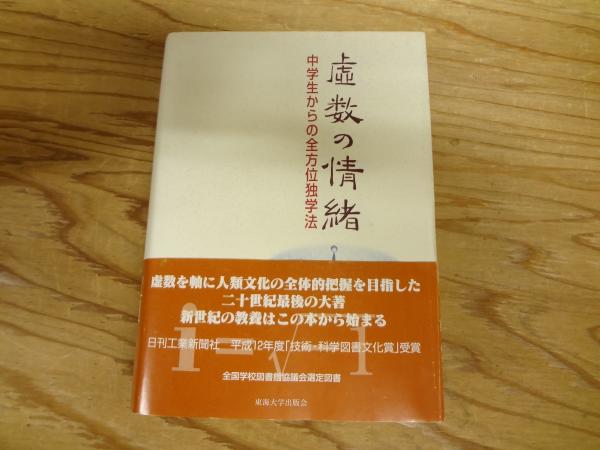 虚数の情緒
中学生からの全方位独学法
虚数を軸に人類文化の全体的把握を目指した
二十世紀最後の大著
新世紀の教養はこの本から始まる
i=√-1
日刊工業新聞社 平成12年度「技術・科学図書文化賞」受賞
全国学校図書館協議会選定図書
東海大学出版会